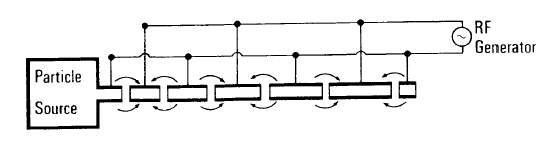 RF
Generator
Particle
Source